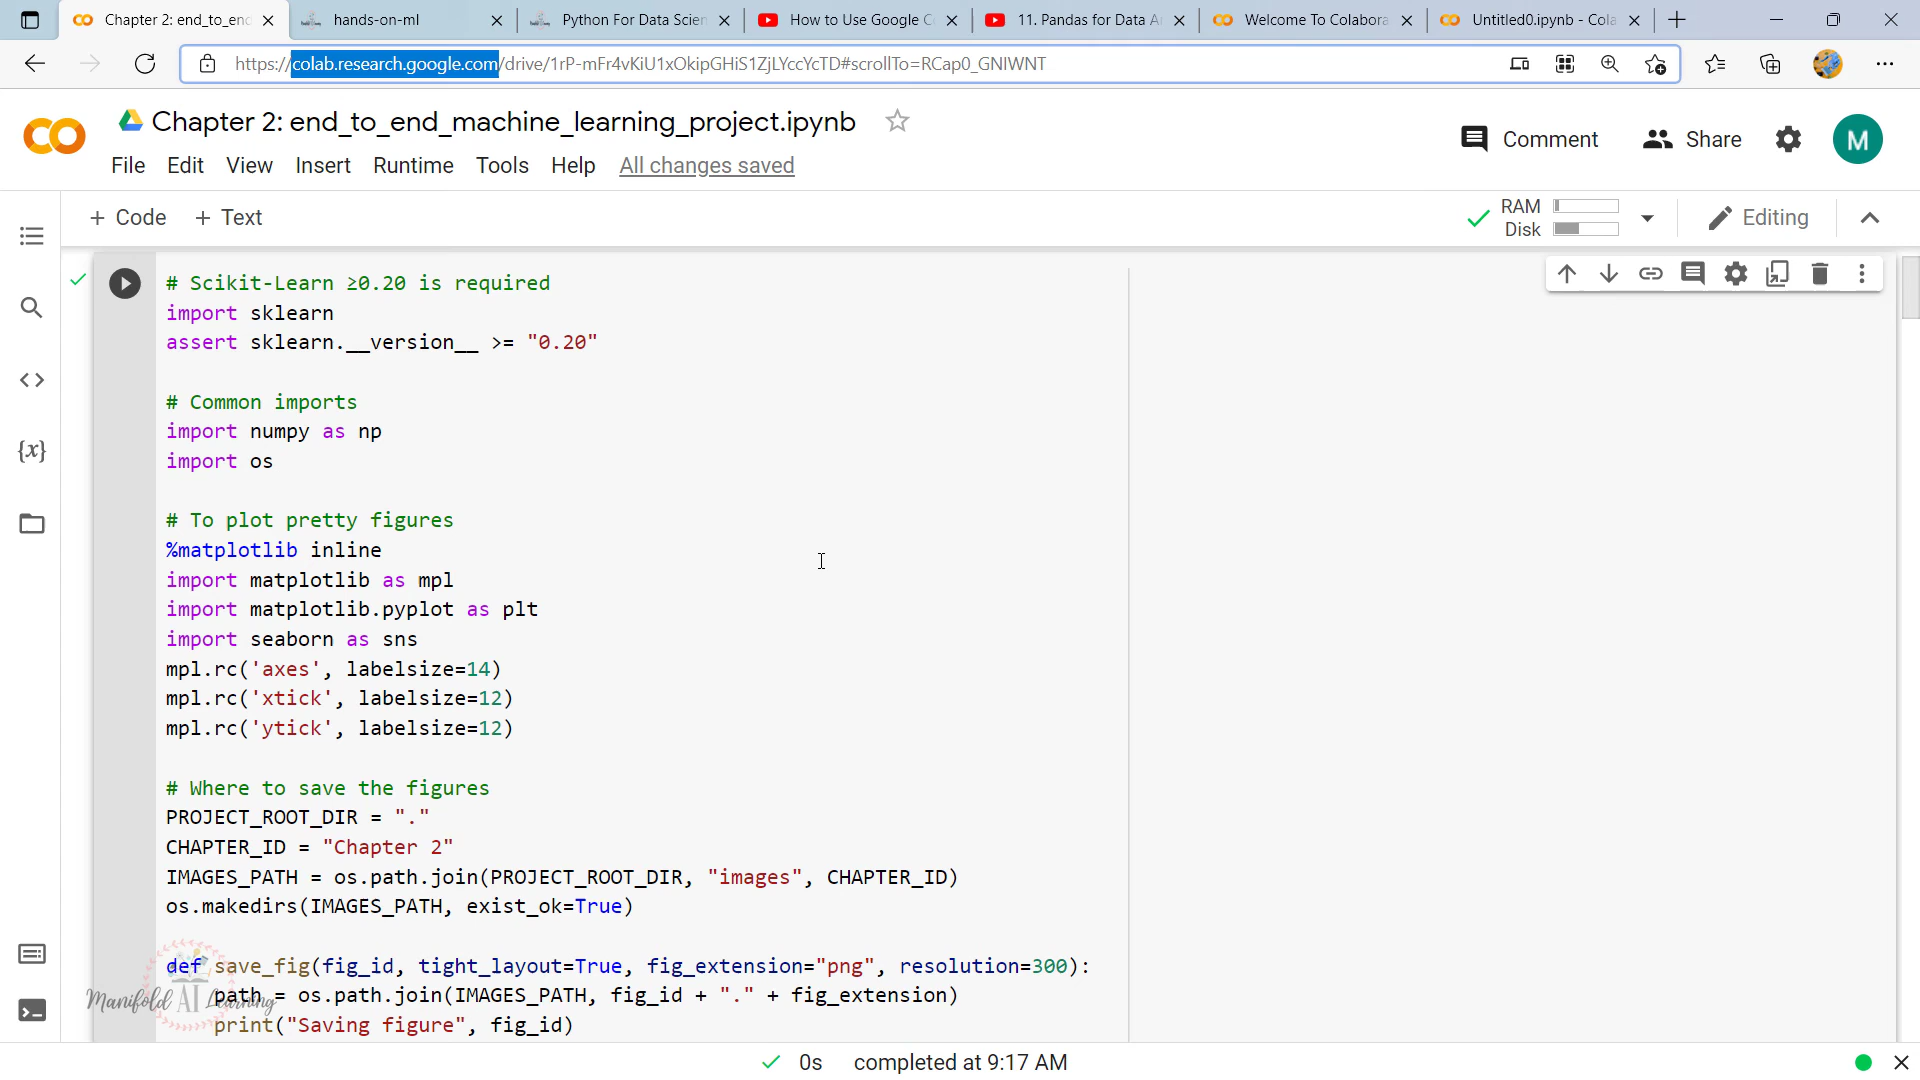 Chapter 2: end_to_en
hands-on-ml
Python For Data Scien
How to Use Google C
11. Pandas for Data A
Welcome To Colabora
Untitled0.ipynb - Cola
https://colab.research.google.com/drive/1rP-mFr4vKiU1xOkipGHiS1ZjLYccYcTD#scrollTo=RCap0_GNIWNT
Chapter 2: end_to_end_machine_learning_project.ipynb
Comment
Share
M
File Edit View Insert Runtime Tools Help All changes saved
+ Code + Text
RAM
Disk
Editing
# Scikit-Learn ≥0.20 is required
import sklearn
assert sklearn.__version__ >= "0.20"
# Common imports
import numpy as np
import os
# To plot pretty figures
%matplotlib inline
import matplotlib as mpl
import matplotlib.pyplot as plt
import seaborn as sns
mpl.rc('axes', labelsize=14)
mpl.rc('xtick', labelsize=12)
mpl.rc('ytick', labelsize=12)
# Where to save the figures
PROJECT_ROOT_DIR = "."
CHAPTER_ID = "Chapter 2"
IMAGES_PATH = os.path.join(PROJECT_ROOT_DIR, "images", CHAPTER_ID)
os.makedirs(IMAGES_PATH, exist_ok=True)
def save_fig(fig_id, tight_layout=True, fig_extension="png", resolution=300):
path = os.path.join(IMAGES_PATH, fig_id + "." + fig_extension)
print("Saving figure", fig_id)
Manifold AI Learning
0s completed at 9:17 AM